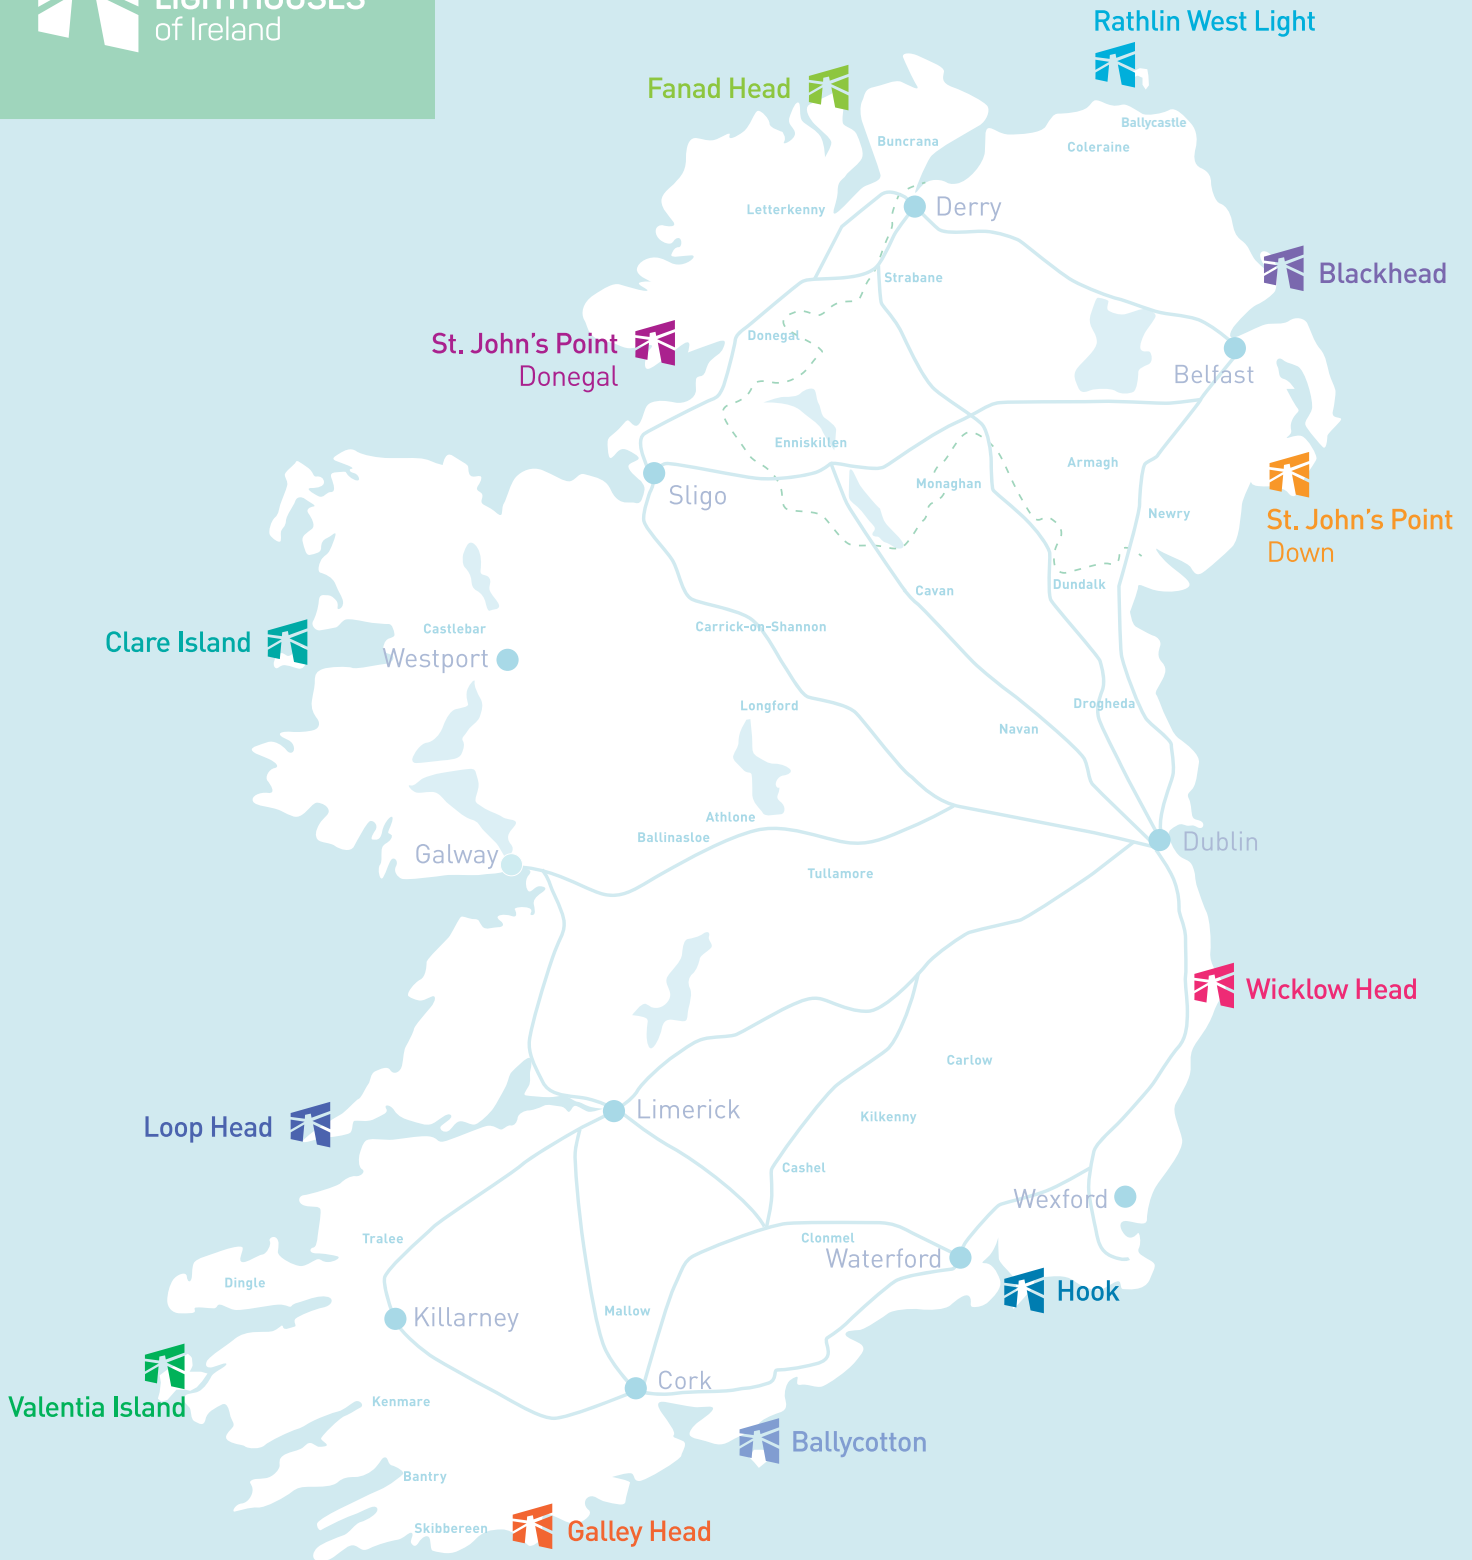 LIGHTHOUSES
of Ireland
Rathlin West Light
Fanad Head
Ballycastle
Buncrana
Coleraine
Letterkenny
Derry
Blackhead
Strabane
Donegal
St. John's Point
Donegal
Belfast
Enniskillen
Armagh
Monaghan
Sligo
Newry
St. John's Point
Down
Cavan
Dundalk
Carrick-on-Shannon
Castlebar
Clare Island
Westport
Longford
Drogheda
Navan
Athlone
Ballinasloe
Dublin
Galway
Tullamore
Wicklow Head
Carlow
Limerick
Kilkenny
Loop Head
Cashel
Wexford
Tralee
Clonmel
Waterford
Dingle
Hook
Mallow
Killarney
Cork
Kenmare
Valentia Island
Ballycotton
Bantry
Skibbereen
Galley Head